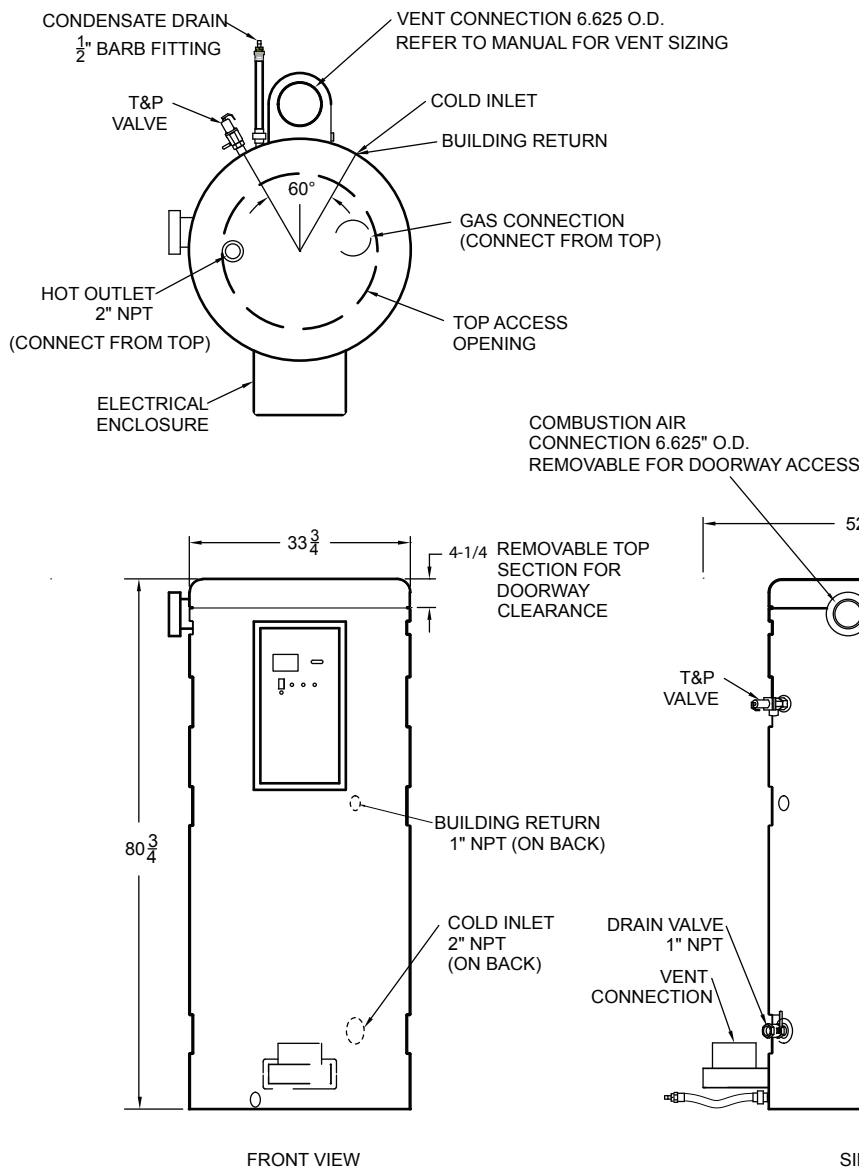 CONDENSATE DRAIN
1/2" BARB FITTING
VENT CONNECTION 6.625 O.D.
REFER TO MANUAL FOR VENT SIZING
T&P
VALVE
COLD INLET
BUILDING RETURN
60°
GAS CONNECTION
(CONNECT FROM TOP)
HOT OUTLET
2" NPT
(CONNECT FROM TOP)
TOP ACCESS
OPENING
ELECTRICAL
ENCLOSURE
COMBUSTION AIR
CONNECTION 6.625" O.D.
REMOVABLE FOR DOORWAY ACCESS
52
33 3/4
4-1/4
REMOVABLE TOP
SECTION FOR
DOORWAY
CLEARANCE
T&P
VALVE
80 3/4
BUILDING RETURN
1" NPT (ON BACK)
COLD INLET
2" NPT
(ON BACK)
DRAIN VALVE
1" NPT
VENT
CONNECTION
FRONT VIEW